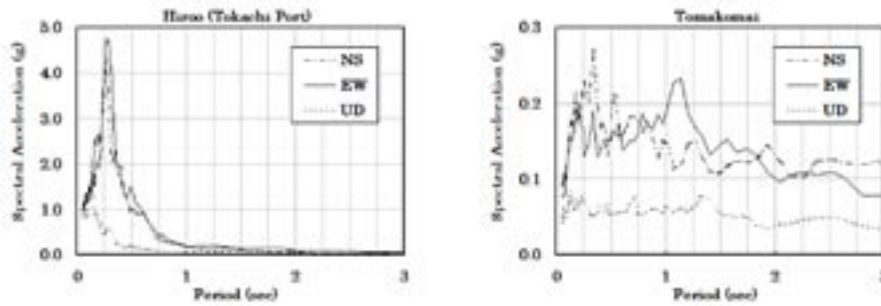 Hiroo (Tokachi Port)
Spectral Acceleration (g)
5.0
4.0
3.0
2.0
1.0
0.0
NS
EW
UD
0 1 2 3
Period (sec)
Tomakomai
Spectral Acceleration (g)
0.3
0.2
0.1
0.0
NS
EW
UD
0 1 2 3
Period (sec)